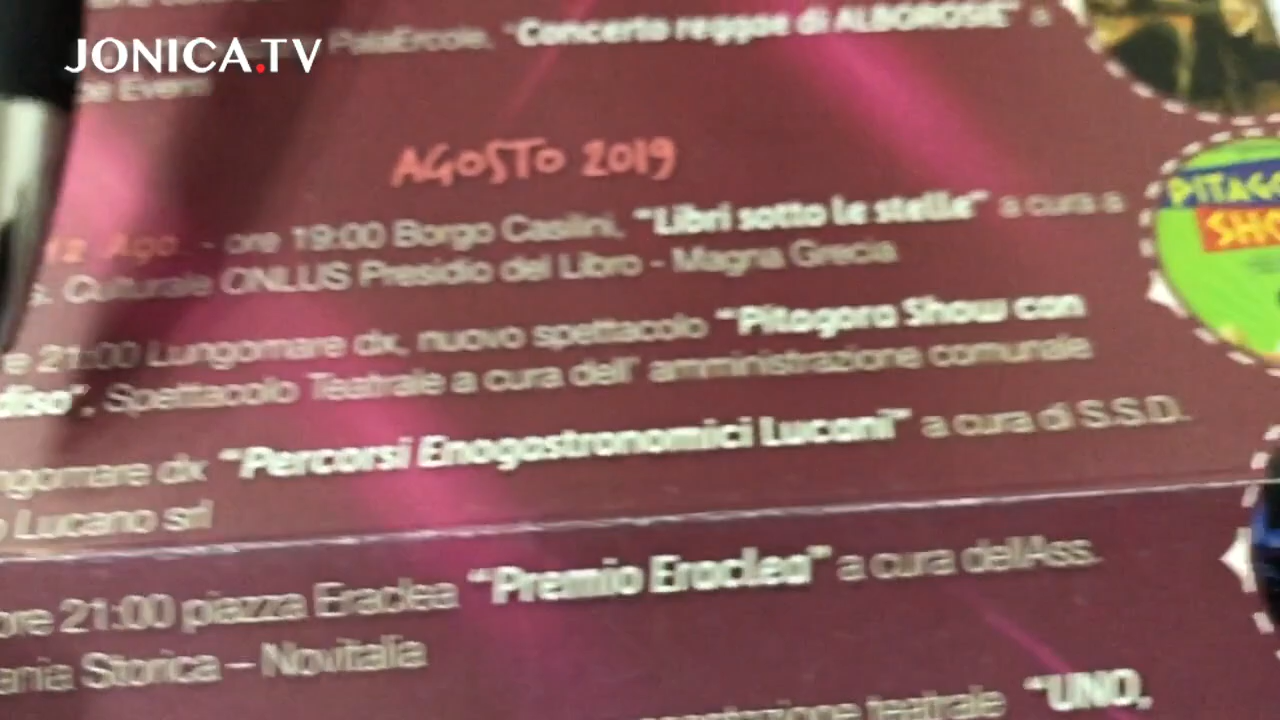 JONICA.TV
PalaErcole, "Concerto reggae di ALBOROSIE" a
Eventi
AGOSTO 2019
12 Ago. - ore 19:00 Borgo Casalini, "Libri sotto le stelle" a cura
s. Culturale ONLUS Presidio del Libro - Magna Grecia
21:00 Lungomare dx, nuovo spettacolo "Pitagora Show con
diso", Spettacolo Teatrale a cura dell' amministrazione comunale
ngomare dx "Percorsi Enogastronomici Lucani" a cura di S.S.D.
o Lucano srl
ore 21:00 piazza Eraclea "Premio Eraclea" a cura dell'Ass.
ania Storica – Novitalia
teatrale "UNO,
PITAGO
SHO